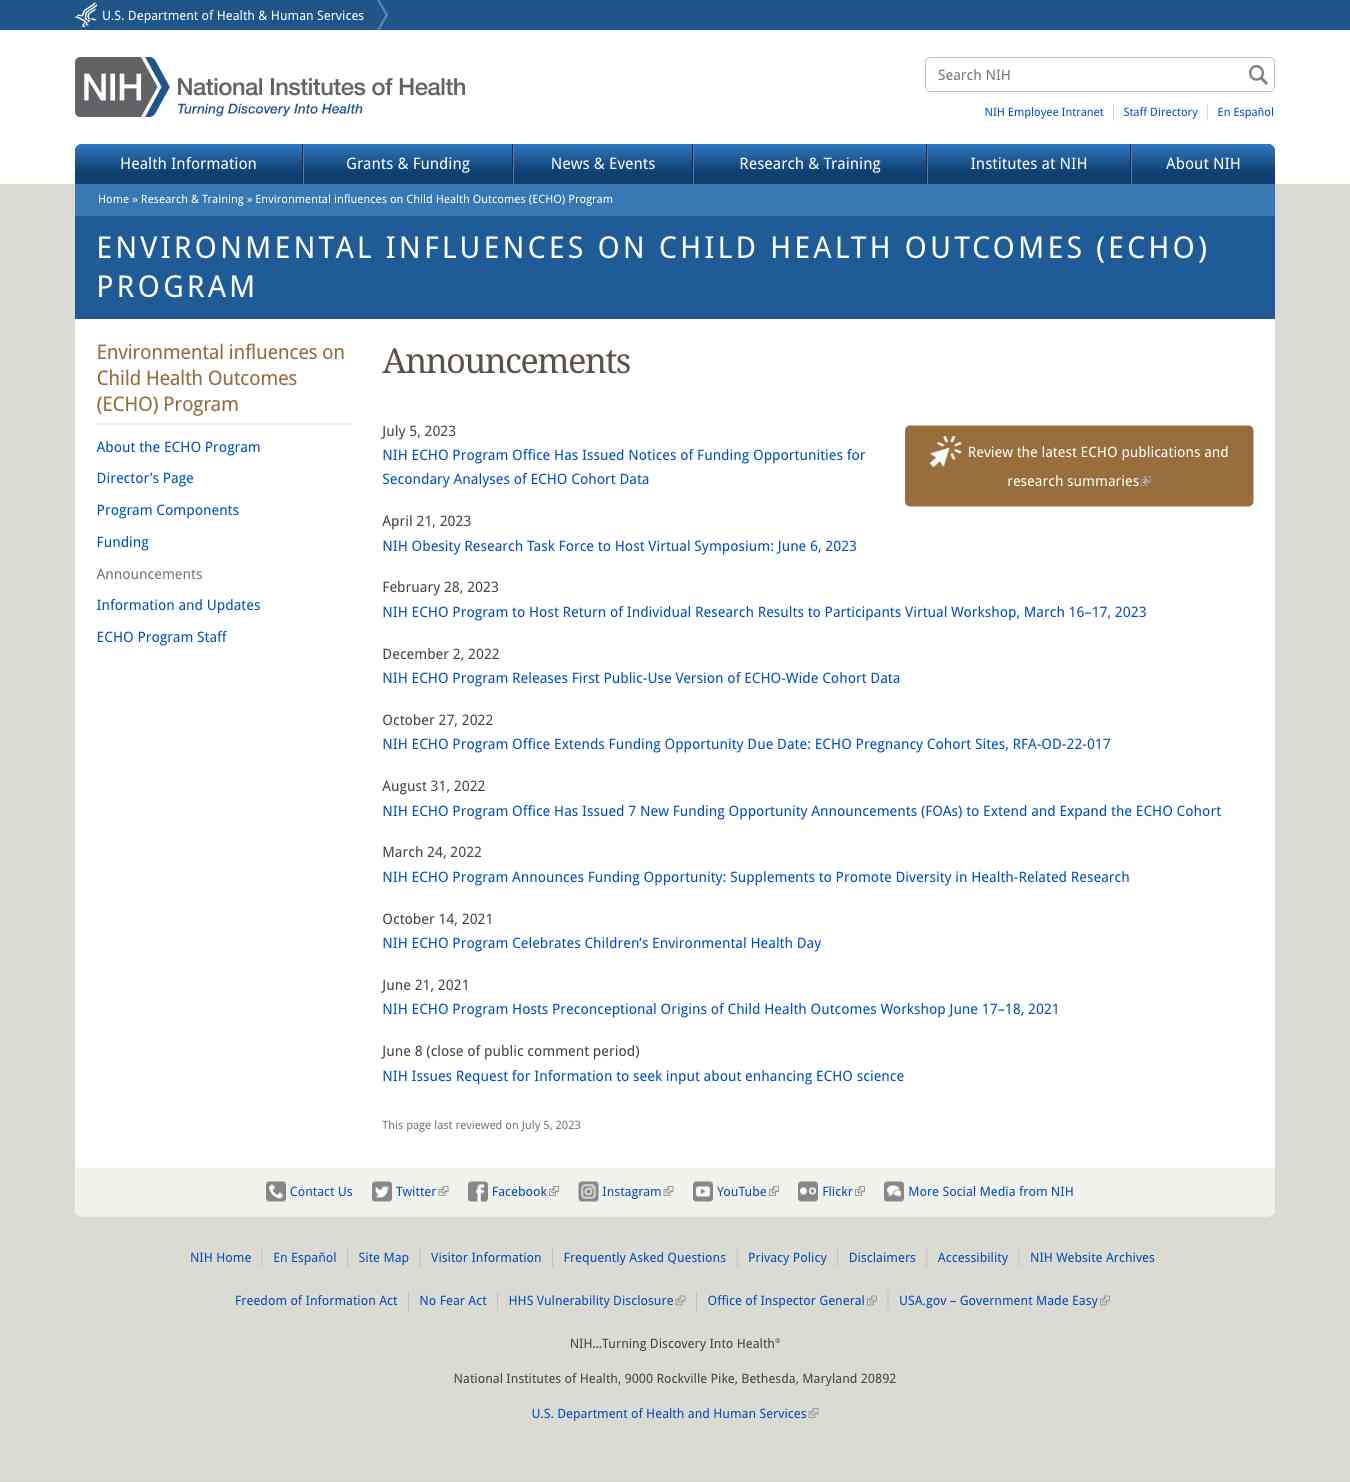 U.S. Department of Health & Human Services
NIH
National Institutes of Health
Turning Discovery Into Health
Search NIH
NIH Employee Intranet
Staff Directory
En Español
Health Information
Grants & Funding
News & Events
Research & Training
Institutes at NIH
About NIH
Home » Research & Training » Environmental influences on Child Health Outcomes (ECHO) Program
ENVIRONMENTAL INFLUENCES ON CHILD HEALTH OUTCOMES (ECHO)
PROGRAM
Environmental influences on
Child Health Outcomes
(ECHO) Program
About the ECHO Program
Director’s Page
Program Components
Funding
Announcements
Information and Updates
ECHO Program Staff
Announcements
July 5, 2023
NIH ECHO Program Office Has Issued Notices of Funding Opportunities for
Secondary Analyses of ECHO Cohort Data
Review the latest ECHO publications and
research summaries
April 21, 2023
NIH Obesity Research Task Force to Host Virtual Symposium: June 6, 2023
February 28, 2023
NIH ECHO Program to Host Return of Individual Research Results to Participants Virtual Workshop, March 16–17, 2023
December 2, 2022
NIH ECHO Program Releases First Public-Use Version of ECHO-Wide Cohort Data
October 27, 2022
NIH ECHO Program Office Extends Funding Opportunity Due Date: ECHO Pregnancy Cohort Sites, RFA-OD-22-017
August 31, 2022
NIH ECHO Program Office Has Issued 7 New Funding Opportunity Announcements (FOAs) to Extend and Expand the ECHO Cohort
March 24, 2022
NIH ECHO Program Announces Funding Opportunity: Supplements to Promote Diversity in Health-Related Research
October 14, 2021
NIH ECHO Program Celebrates Children’s Environmental Health Day
June 21, 2021
NIH ECHO Program Hosts Preconceptional Origins of Child Health Outcomes Workshop June 17–18, 2021
June 8 (close of public comment period)
NIH Issues Request for Information to seek input about enhancing ECHO science
This page last reviewed on July 5, 2023
Contact Us
Twitter
Facebook
Instagram
YouTube
Flickr
More Social Media from NIH
NIH Home
En Español
Site Map
Visitor Information
Frequently Asked Questions
Privacy Policy
Disclaimers
Accessibility
NIH Website Archives
Freedom of Information Act
No Fear Act
HHS Vulnerability Disclosure
Office of Inspector General
USA.gov – Government Made Easy
NIH…Turning Discovery Into Health®
National Institutes of Health, 9000 Rockville Pike, Bethesda, Maryland 20892
U.S. Department of Health and Human Services